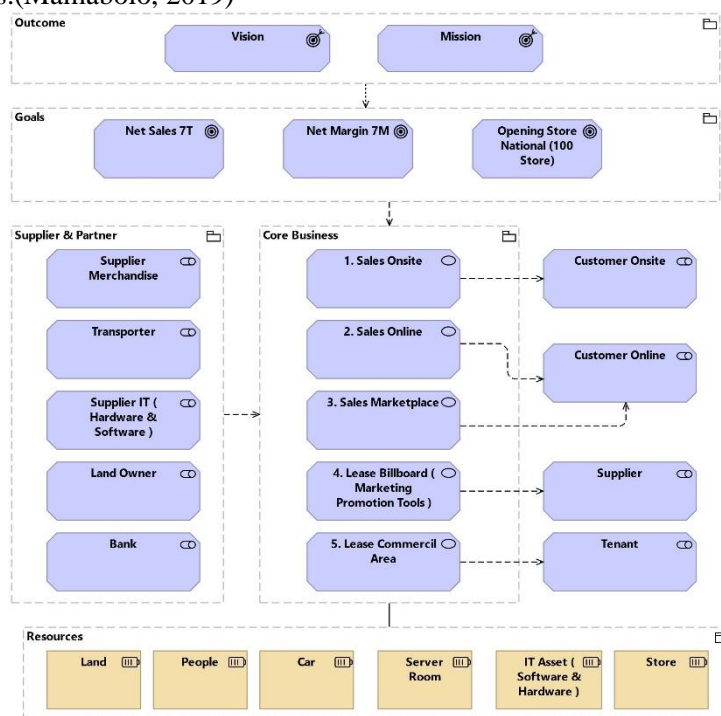 s.(Mamabolo, 2019)
Outcome
Vision
Mission
Goals
Net Sales 7T
Net Margin 7M
Opening Store
National (100
Store)
Supplier & Partner
Supplier
Merchandise
Transporter
Supplier IT (
Hardware &
Software )
Land Owner
Bank
Core Business
1. Sales Onsite
2. Sales Online
3. Sales Marketplace
4. Lease Billboard (
Marketing
Promotion Tools )
5. Lease Commercil
Area
Customer Onsite
Customer Online
Supplier
Tenant
Resources
Land
People
Car
Server
Room
IT Asset (
Software &
Hardware )
Store